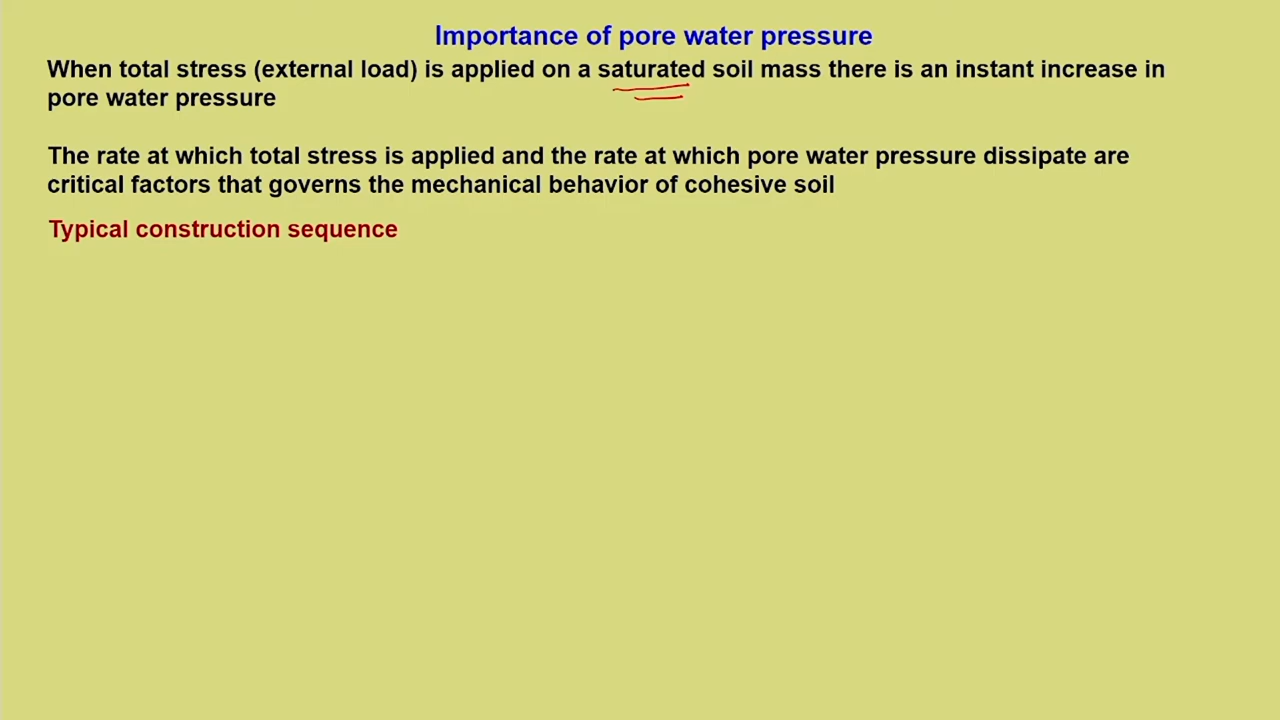 Importance of pore water pressure
When total stress (external load) is applied on a saturated soil mass there is an instant increase in
pore water pressure
The rate at which total stress is applied and the rate at which pore water pressure dissipate are
critical factors that governs the mechanical behavior of cohesive soil
Typical construction sequence